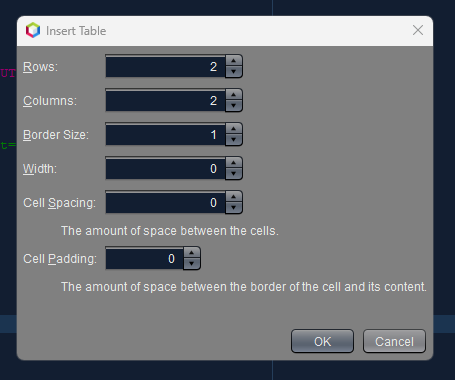 Insert Table
Rows: 2
UT
Columns: 2
Border Size: 1
t=
Width: 0
Cell Spacing: 0
The amount of space between the cells.
Cell Padding: 0
The amount of space between the border of the cell and its content.
OK Cancel